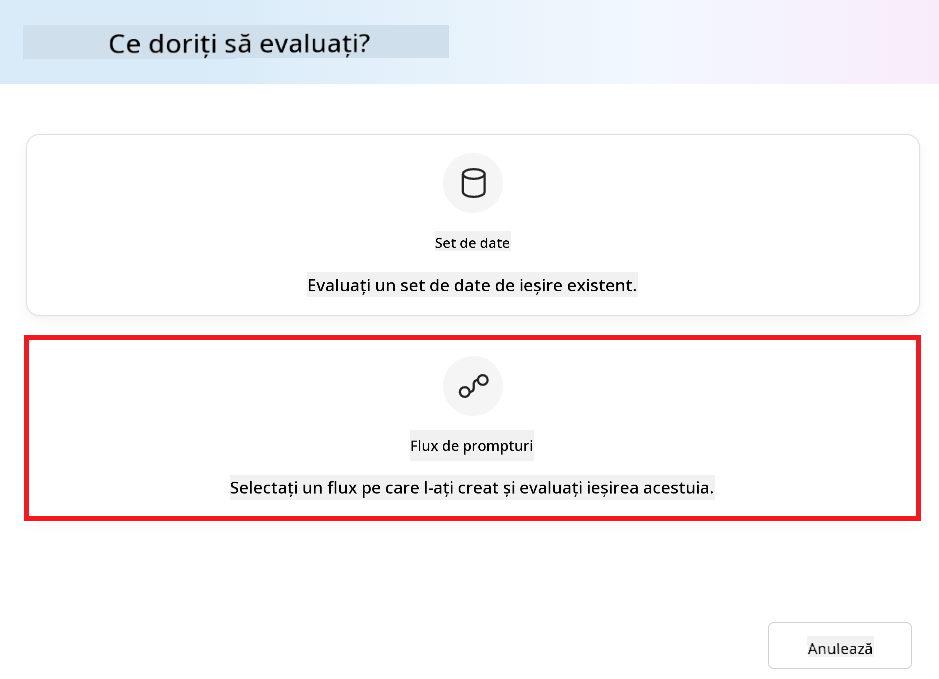 Ce doriți să evaluați?
Set de date
Evaluați un set de date de ieșire existent.
Flux de prompturi
Selectați un flux pe care l-ați creat și evaluați ieșirea acestuia.
Anulează